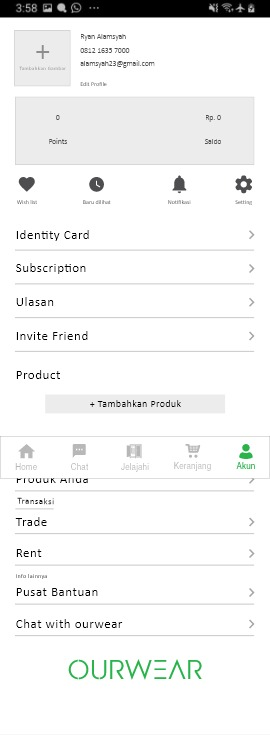 3:58
Ryan Alamsyah
0812 1635 7000
alamsyah23@gmail.com
Tambahkan Gambar
Edit Profile
0 Rp. 0
Points Saldo
Wish list Baru dilihat Notifikasi Setting
Identity Card
Subscription
Ulasan
Invite Friend
Product
+ Tambahkan Produk
Home Chat Jelajahi Keranjang Akun
Produk Anda
Transaksi
Trade
Rent
Info lainnya
Pusat Bantuan
Chat with ourwear
OURWEAR